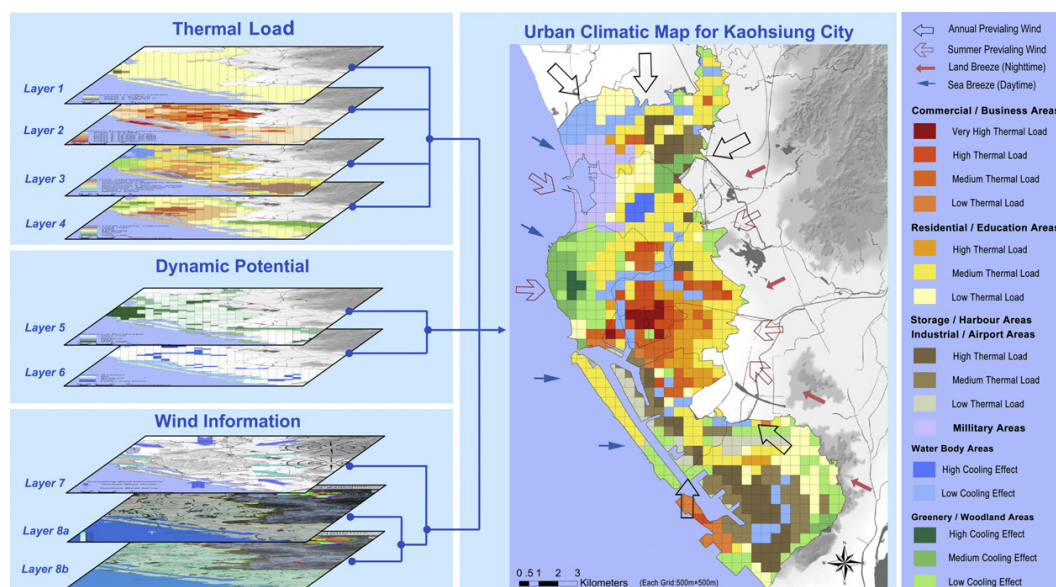 Thermal Load
Layer 1
Layer 2
Layer 3
Layer 4
Dynamic Potential
Layer 5
Layer 6
Wind Information
Layer 7
Layer 8a
Layer 8b
Urban Climatic Map for Kaohsiung City
0 0.5 1 2 3
Kilometers
(Each Grid:500m×500m)
Annual Previaling Wind
Summer Previaling Wind
Land Breeze (Nighttime)
Sea Breeze (Daytime)
Commercial / Business Areas
Very High Thermal Load
High Thermal Load
Medium Thermal Load
Low Thermal Load
Residential / Education Areas
High Thermal Load
Medium Thermal Load
Low Thermal Load
Storage / Harbour Areas
Industrial / Airport Areas
High Thermal Load
Medium Thermal Load
Low Thermal Load
Millitary Areas
Water Body Areas
High Cooling Effect
Low Cooling Effect
Greenery / Woodland Areas
High Cooling Effect
Medium Cooling Effect
Low Cooling Effect